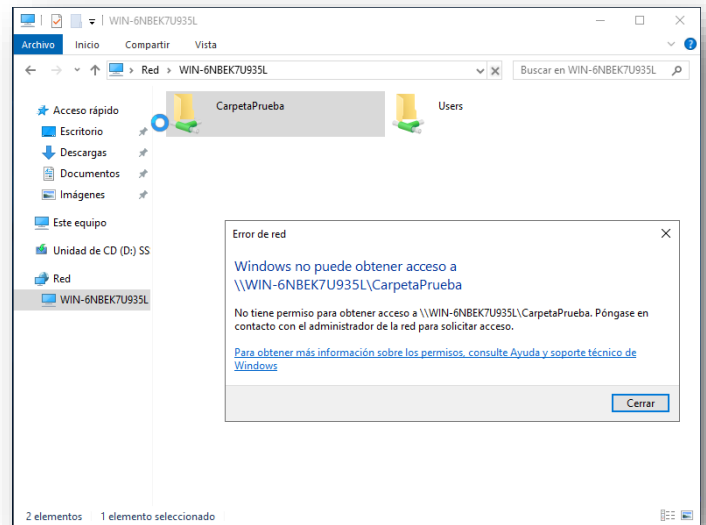 WIN-6NBEK7U935L
Archivo Inicio Compartir Vista
Red > WIN-6NBEK7U935L
Buscar en WIN-6NBEK7U935L
Acceso rápido
Escritorio
Descargas
Documentos
Imágenes
Este equipo
Unidad de CD (D:) SS
Red
WIN-6NBEK7U935L
CarpetaPrueba
Users
Error de red
Windows no puede obtener acceso a
\\WIN-6NBEK7U935L\CarpetaPrueba
No tiene permiso para obtener acceso a \\WIN-6NBEK7U935L\CarpetaPrueba. Póngase en
contacto con el administrador de la red para solicitar acceso.
Para obtener más información sobre los permisos, consulte Ayuda y soporte técnico de
Windows
Cerrar
2 elementos 1 elemento seleccionado